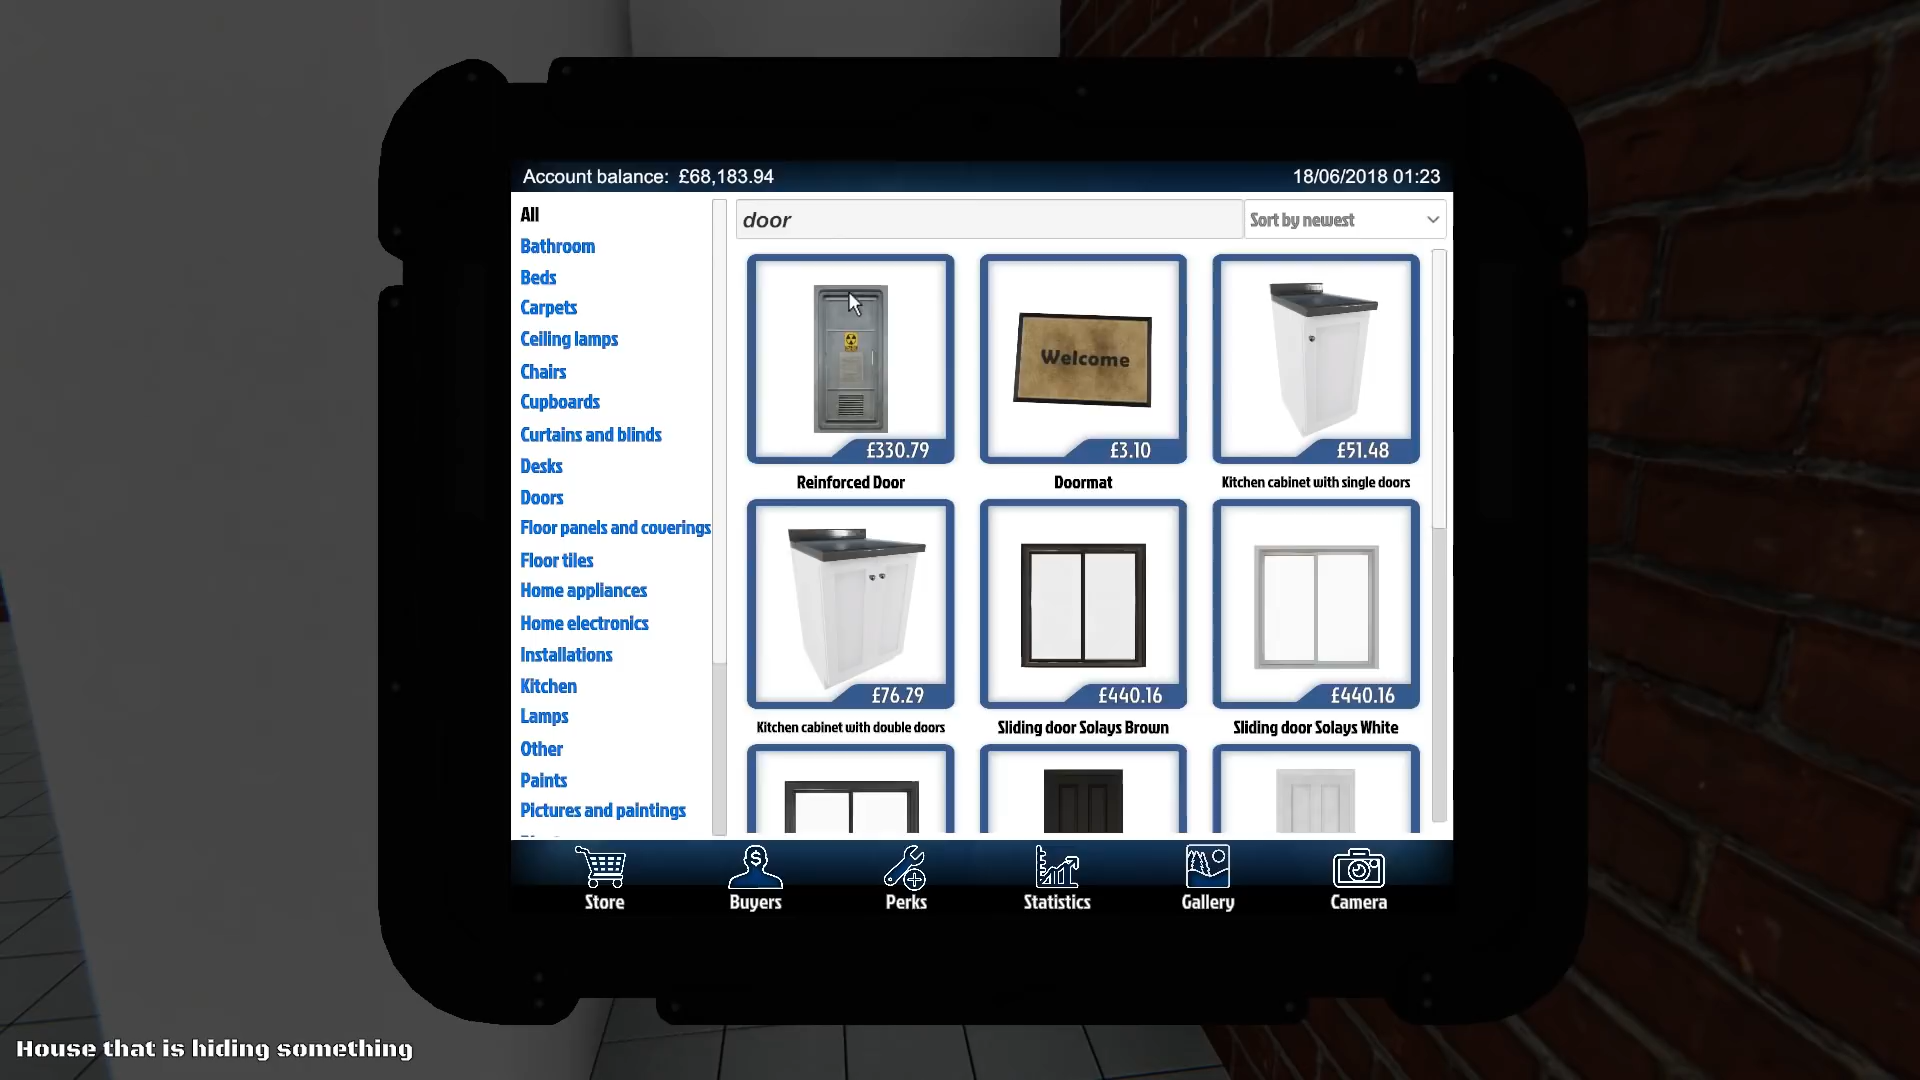 Account balance: £68,183.94
18/06/2018 01:23
All
Bathroom
Beds
Carpets
Ceiling lamps
Chairs
Cupboards
Curtains and blinds
Desks
Doors
Floor panels and coverings
Floor tiles
Home appliances
Home electronics
Installations
Kitchen
Lamps
Other
Paints
Pictures and paintings
door
Sort by newest
£330.79
Reinforced Door
Welcome
£3.10
Doormat
£51.48
Kitchen cabinet with single doors
£76.29
Kitchen cabinet with double doors
£440.16
Sliding door Solays Brown
£440.16
Sliding door Solays White
Store
Buyers
Perks
Statistics
Gallery
Camera
House that is hiding something